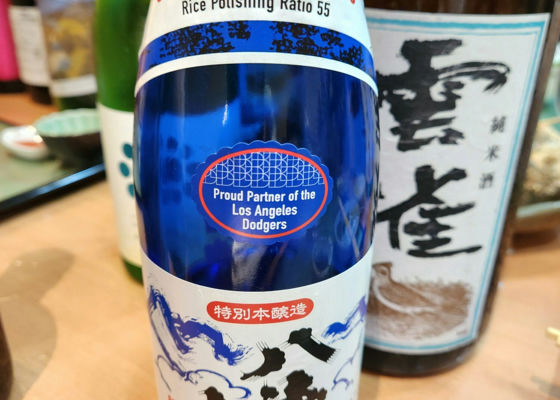 Rice Polishing Ratio 55
Proud Partner of the
Los Angeles
Dodgers
特別本醸造
八
雲雀
純米酒